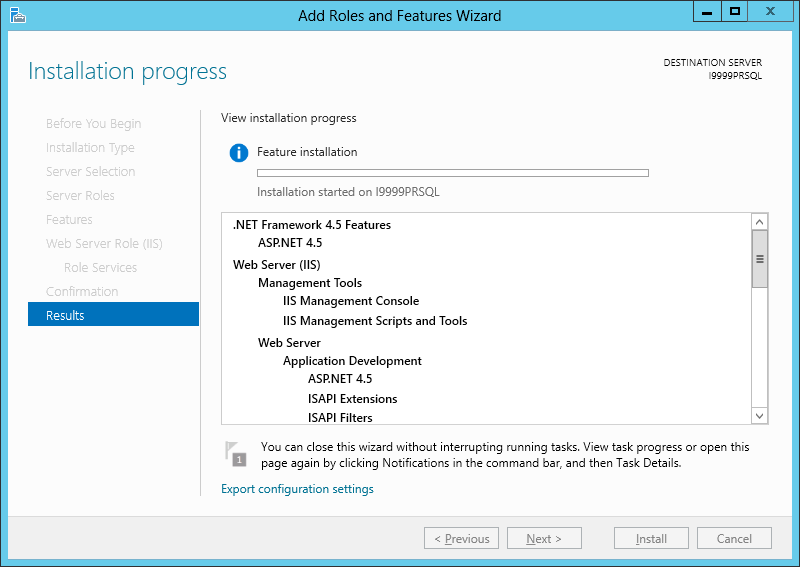 Add Roles and Features Wizard
Installation progress
DESTINATION SERVER
I9999PRSQL
Before You Begin
Installation Type
Server Selection
Server Roles
Features
Web Server Role (IIS)
Role Services
Confirmation
Results
View installation progress
Feature installation
Installation started on I9999PRSQL
.NET Framework 4.5 Features
ASP.NET 4.5
Web Server (IIS)
Management Tools
IIS Management Console
IIS Management Scripts and Tools
Web Server
Application Development
ASP.NET 4.5
ISAPI Extensions
ISAPI Filters
1
You can close this wizard without interrupting running tasks. View task progress or open this
page again by clicking Notifications in the command bar, and then Task Details.
Export configuration settings
< Previous
Next >
Install
Cancel